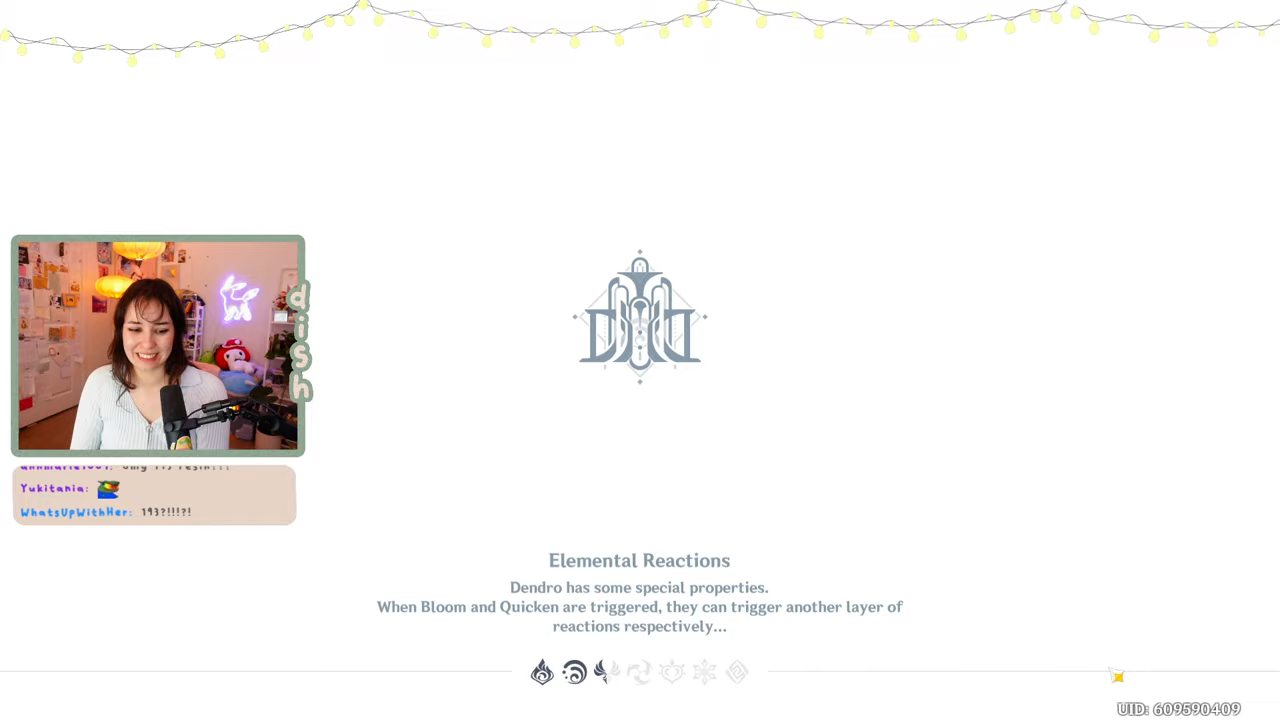 dish
Yukitania:
WhatsUpWithHer: 193?!!!?!
Elemental Reactions
Dendro has some special properties.
When Bloom and Quicken are triggered, they can trigger another layer of
reactions respectively...
UID: 609590409